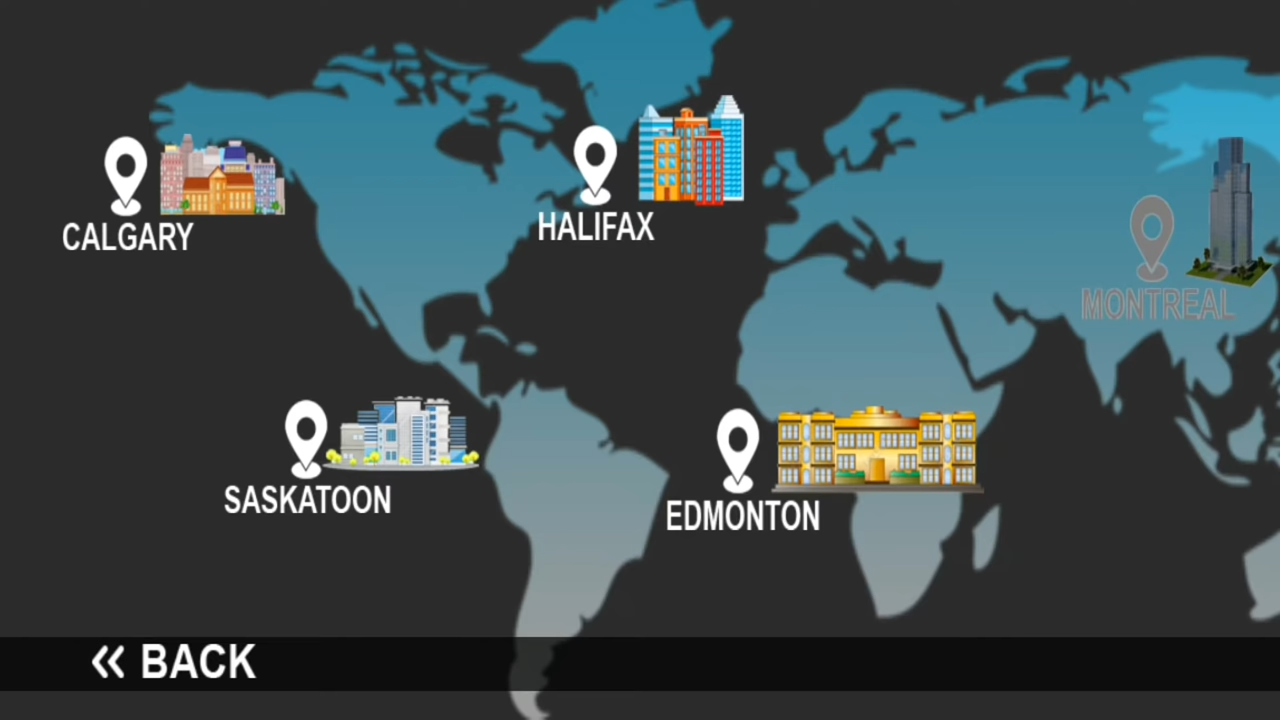 CALGARY
HALIFAX
MONTREAL
SASKATOON
EDMONTON
« BACK